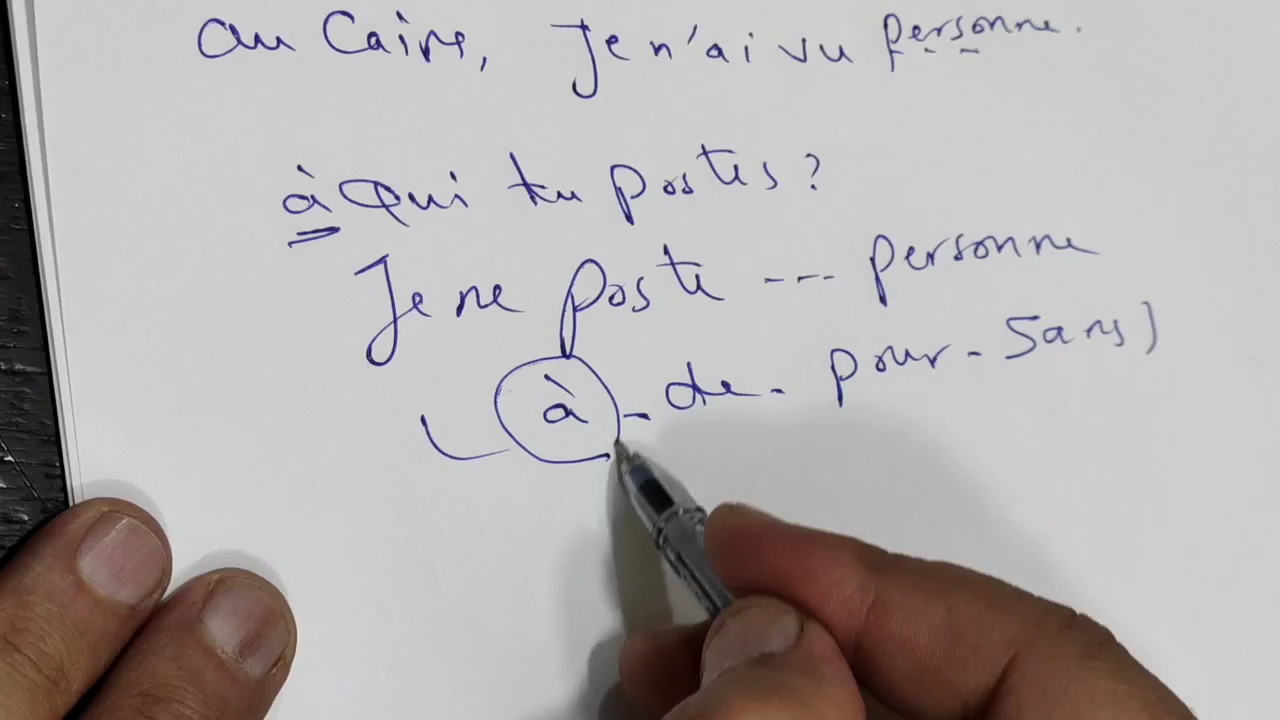 au Caire, Je n'ai vu personne.
à qui tu postes?
Je ne poste --- personne
à - de - pour - sans)